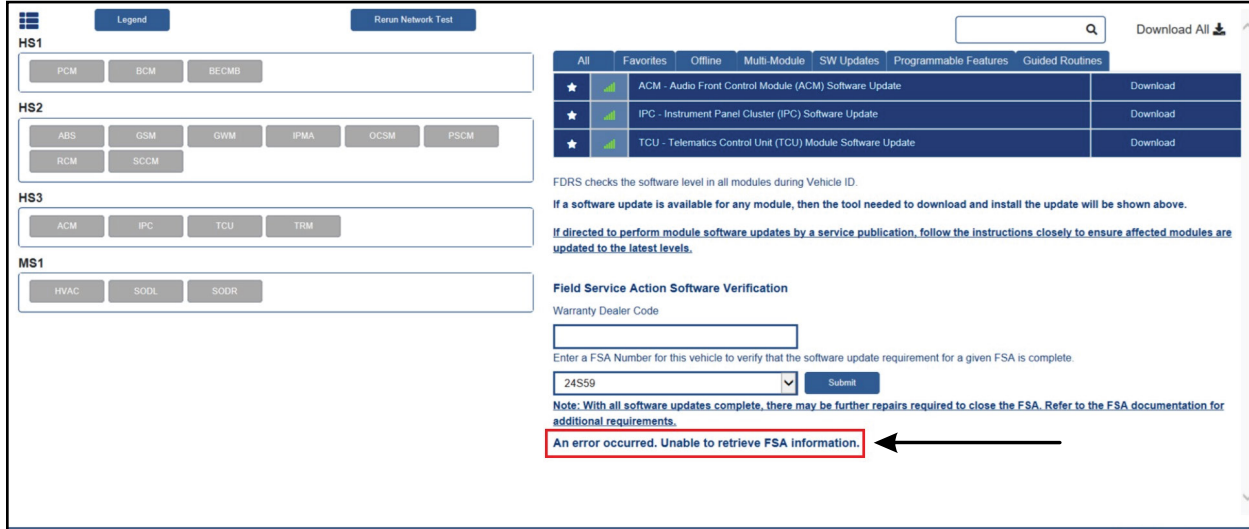 Legend
Rerun Network Test
Download All
HS1
PCM
BCM
BECMB
HS2
ABS
GSM
GWM
IPMA
OCSM
PSCM
RCM
SCCM
HS3
ACM
IPC
TCU
TRM
MS1
HVAC
SODL
SODR
All
Favorites
Offline
Multi-Module
SW Updates
Programmable Features
Guided Routines
ACM - Audio Front Control Module (ACM) Software Update
Download
IPC - Instrument Panel Cluster (IPC) Software Update
Download
TCU - Telematics Control Unit (TCU) Module Software Update
Download
FDRS checks the software level in all modules during Vehicle ID.
If a software update is available for any module, then the tool needed to download and install the update will be shown above.
If directed to perform module software updates by a service publication, follow the instructions closely to ensure affected modules are
updated to the latest levels.
Field Service Action Software Verification
Warranty Dealer Code
Enter a FSA Number for this vehicle to verify that the software update requirement for a given FSA is complete.
24S59
Submit
Note: With all software updates complete, there may be further repairs required to close the FSA. Refer to the FSA documentation for
additional requirements.
An error occurred. Unable to retrieve FSA information.